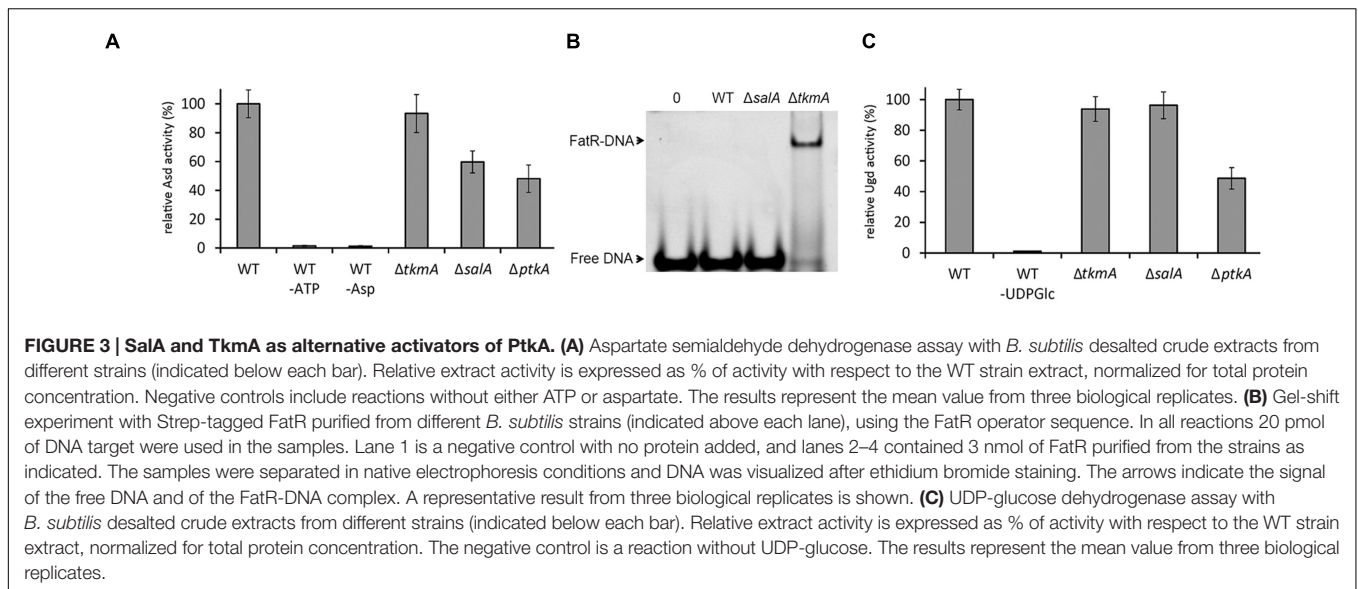 A
relative Asd activity (%)
100
80
60
40
20
0
WT
WT
-ATP
WT
-Asp
ΔtkmA
ΔsalA
ΔptkA
B
0 WT ΔsalA ΔtkmA
FatR-DNA
Free DNA
C
relative Ugd activity (%)
100
80
60
40
20
0
WT
WT
-UDPGlc
ΔtkmA
ΔsalA
ΔptkA
FIGURE 3 | SalA and TkmA as alternative activators of PtkA. (A) Aspartate semialdehyde dehydrogenase assay with B. subtilis desalted crude extracts from
different strains (indicated below each bar). Relative extract activity is expressed as % of activity with respect to the WT strain extract, normalized for total protein
concentration. Negative controls include reactions without either ATP or aspartate. The results represent the mean value from three biological replicates. (B) Gel-shift
experiment with Strep-tagged FatR purified from different B. subtilis strains (indicated above each lane), using the FatR operator sequence. In all reactions 20 pmol
of DNA target were used in the samples. Lane 1 is a negative control with no protein added, and lanes 2–4 contained 3 nmol of FatR purified from the strains as
indicated. The samples were separated in native electrophoresis conditions and DNA was visualized after ethidium bromide staining. The arrows indicate the signal
of the free DNA and of the FatR-DNA complex. A representative result from three biological replicates is shown. (C) UDP-glucose dehydrogenase assay with
B. subtilis desalted crude extracts from different strains (indicated below each bar). Relative extract activity is expressed as % of activity with respect to the WT strain
extract, normalized for total protein concentration. The negative control is a reaction without UDP-glucose. The results represent the mean value from three biological
replicates.